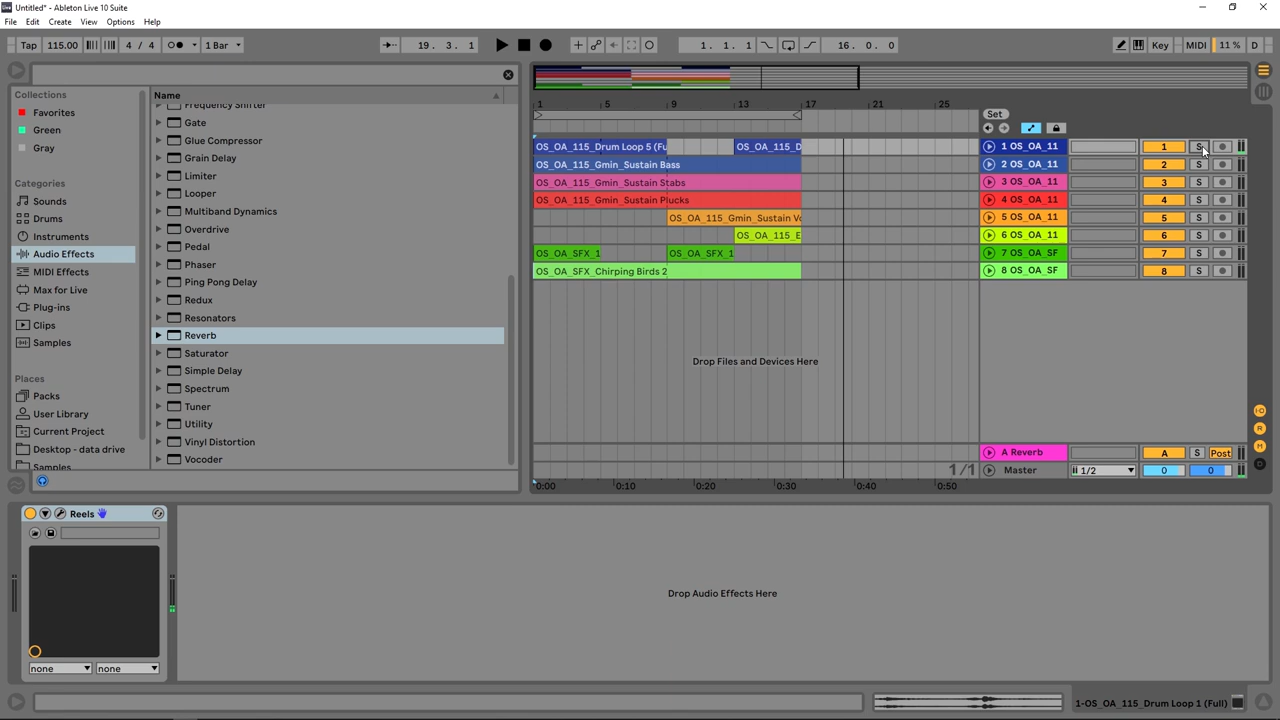 Untitled* - Ableton Live 10 Suite
File Edit Create View Options Help
Tap 115.00 4 / 4 1 Bar 19. 3. 1 1. 1. 1 16. 0. 0 Key MIDI 11 % D
Collections
Favorites
Green
Gray
Categories
Sounds
Drums
Instruments
Audio Effects
MIDI Effects
Max for Live
Plug-ins
Clips
Samples
Places
Packs
User Library
Current Project
Desktop - data drive
Samples
Name
Frequency Shifter
Gate
Glue Compressor
Grain Delay
Limiter
Looper
Multiband Dynamics
Overdrive
Pedal
Phaser
Ping Pong Delay
Redux
Resonators
Reverb
Saturator
Simple Delay
Spectrum
Tuner
Utility
Vinyl Distortion
Vocoder
1 5 9 13 17 21 25
Set
OS_OA_115_Drum Loop 5 (Fu OS_OA_115_D 1 OS_OA_11 1 S
OS_OA_115_Gmin_Sustain Bass 2 OS_OA_11 2 S
OS_OA_115_Gmin_Sustain Stabs 3 OS_OA_11 3 S
OS_OA_115_Gmin_Sustain Plucks 4 OS_OA_11 4 S
OS_OA_115_Gmin_Sustain Vo 5 OS_OA_11 5 S
OS_OA_115_E 6 OS_OA_11 6 S
OS_OA_SFX_1 OS_OA_SFX_1 7 OS_OA_SF 7 S
OS_OA_SFX_Chirping Birds 2 8 OS_OA_SF 8 S
Drop Files and Devices Here
A Reverb A S Post
1/1 Master 1/2 0 0
0:00 0:10 0:20 0:30 0:40 0:50
I·O
R
M
D
Reels
none none
Drop Audio Effects Here
1-OS_OA_115_Drum Loop 1 (Full)